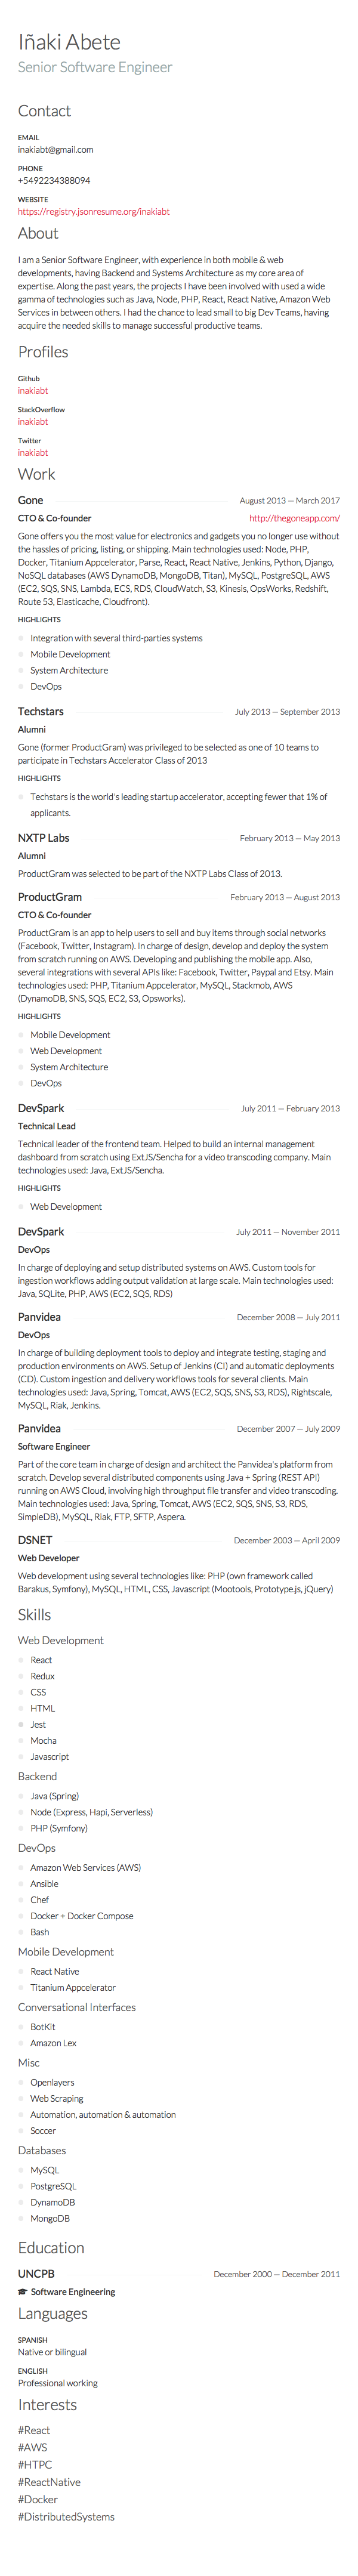 Iñaki Abete
Senior Software Engineer
Contact
EMAIL
inakiabt@gmail.com
PHONE
+5492234388094
WEBSITE
https://registry.jsonresume.org/inakiabt
About
I am a Senior Software Engineer, with experience in both mobile & web
developments, having Backend and Systems Architecture as my core area of
expertise. Along the past years, the projects I have been involved with used a wide
gamma of technologies such as Java, Node, PHP, React, React Native, Amazon Web
Services in between others. I had the chance to lead small to big Dev Teams, having
acquire the needed skills to manage successful productive teams.
Profiles
Github
inakiabt
StackOverflow
inakiabt
Twitter
inakiabt
Work
Gone August 2013 — March 2017
CTO & Co-founder http://thegoneapp.com/
Gone offers you the most value for electronics and gadgets you no longer use without
the hassles of pricing, listing, or shipping. Main technologies used: Node, PHP,
Docker, Titanium Appcelerator, Parse, React, React Native, Jenkins, Python, Django,
NoSQL databases (AWS DynamoDB, MongoDB, Titan), MySQL, PostgreSQL, AWS
(EC2, SQS, SNS, Lambda, ECS, RDS, CloudWatch, S3, Kinesis, OpsWorks, Redshift,
Route 53, Elasticache, Cloudfront).
HIGHLIGHTS
Integration with several third-parties systems
Mobile Development
System Architecture
DevOps
Techstars July 2013 — September 2013
Alumni
Gone (former ProductGram) was privileged to be selected as one of 10 teams to
participate in Techstars Accelerator Class of 2013
HIGHLIGHTS
Techstars is the world's leading startup accelerator, accepting fewer that 1% of
applicants.
NXTP Labs February 2013 — May 2013
Alumni
ProductGram was selected to be part of the NXTP Labs Class of 2013.
ProductGram February 2013 — August 2013
CTO & Co-founder
ProductGram is an app to help users to sell and buy items through social networks
(Facebook, Twitter, Instagram). In charge of design, develop and deploy the system
from scratch running on AWS. Developing and publishing the mobile app. Also,
several integrations with several APIs like: Facebook, Twitter, Paypal and Etsy. Main
technologies used: PHP, Titanium Appcelerator, MySQL, Stackmob, AWS
(DynamoDB, SNS, SQS, EC2, S3, Opsworks).
HIGHLIGHTS
Mobile Development
Web Development
System Architecture
DevOps
DevSpark July 2011 — February 2013
Technical Lead
Technical leader of the frontend team. Helped to build an internal management
dashboard from scratch using ExtJS/Sencha for a video transcoding company. Main
technologies used: Java, ExtJS/Sencha.
HIGHLIGHTS
Web Development
DevSpark July 2011 — November 2011
DevOps
In charge of deploying and setup distributed systems on AWS. Custom tools for
ingestion workflows adding output validation at large scale. Main technologies used:
Java, SQLite, PHP, AWS (EC2, SQS, RDS)
Panvidea December 2008 — July 2011
DevOps
In charge of building deployment tools to deploy and integrate testing, staging and
production environments on AWS. Setup of Jenkins (CI) and automatic deployments
(CD). Custom ingestion and delivery workflows tools for several clients. Main
technologies used: Java, Spring, Tomcat, AWS (EC2, SQS, SNS, S3, RDS), Rightscale,
MySQL, Riak, Jenkins.
Panvidea December 2007 — July 2009
Software Engineer
Part of the core team in charge of design and architect the Panvidea's platform from
scratch. Develop several distributed components using Java + Spring (REST API)
running on AWS Cloud, involving high throughput file transfer and video transcoding.
Main technologies used: Java, Spring, Tomcat, AWS (EC2, SQS, SNS, S3, RDS,
SimpleDB), MySQL, Riak, FTP, SFTP, Aspera.
DSNET December 2003 — April 2009
Web Developer
Web development using several technologies like: PHP (own framework called
Barakus, Symfony), MySQL, HTML, CSS, Javascript (Mootools, Prototype.js, jQuery)
Skills
Web Development
React
Redux
CSS
HTML
Jest
Mocha
Javascript
Backend
Java (Spring)
Node (Express, Hapi, Serverless)
PHP (Symfony)
DevOps
Amazon Web Services (AWS)
Ansible
Chef
Docker + Docker Compose
Bash
Mobile Development
React Native
Titanium Appcelerator
Conversational Interfaces
BotKit
Amazon Lex
Misc
Openlayers
Web Scraping
Automation, automation & automation
Soccer
Databases
MySQL
PostgreSQL
DynamoDB
MongoDB
Education
UNCPB December 2000 — December 2011
Software Engineering
Languages
SPANISH
Native or bilingual
ENGLISH
Professional working
Interests
#React
#AWS
#HTPC
#ReactNative
#Docker
#DistributedSystems